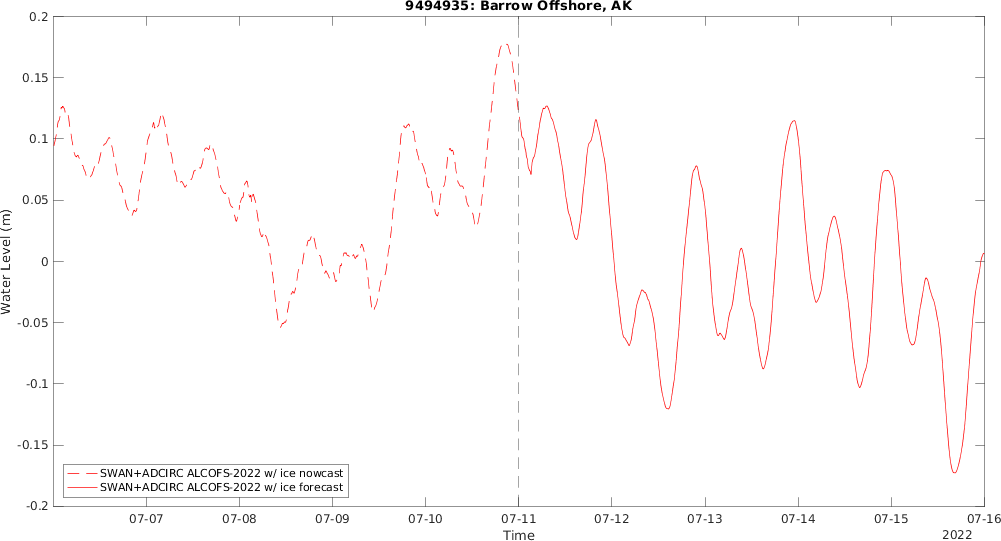 9494935: Barrow Offshore, AK
0.2
0.15
0.1
0.05
0
-0.05
-0.1
-0.15
-0.2
Water Level (m)
SWAN+ADCIRC ALCOFS-2022 w/ ice nowcast
SWAN+ADCIRC ALCOFS-2022 w/ ice forecast
07-07 07-08 07-09 07-10 07-11 07-12 07-13 07-14 07-15 07-16
Time
2022